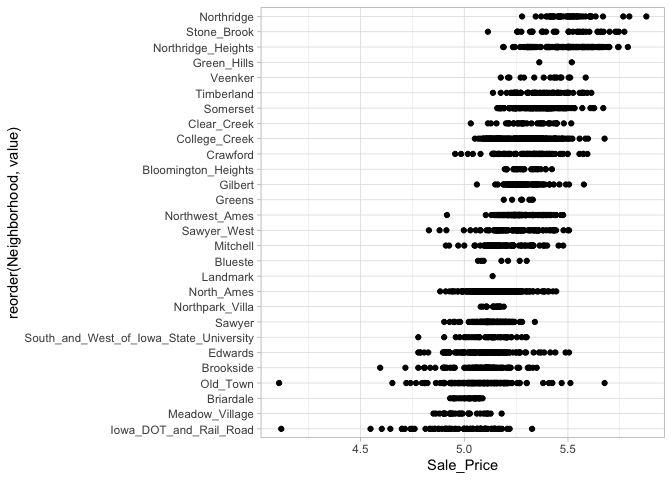 Northridge
Stone_Brook
Northridge_Heights
Green_Hills
Veenker
Timberland
Somerset
Clear_Creek
College_Creek
Crawford
Bloomington_Heights
Gilbert
Greens
Northwest_Ames
Sawyer_West
Mitchell
Blueste
Landmark
North_Ames
Northpark_Villa
Sawyer
South_and_West_of_Iowa_State_University
Edwards
Brookside
Old_Town
Briardale
Meadow_Village
Iowa_DOT_and_Rail_Road
reorder(Neighborhood, value)
4.5 5.0 5.5
Sale_Price